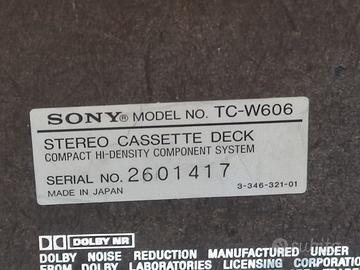 SONY® MODEL NO. TC-W606
STEREO CASSETTE DECK
COMPACT HI-DENSITY COMPONENT SYSTEM
SERIAL NO. 2601417
MADE IN JAPAN 3-346-321-01
DOLBY NR
DOLBY NOISE REDUCTION MANUFACTURED UNDER
FROM DOLBY LABORATORIES LICENSING CORPORATION